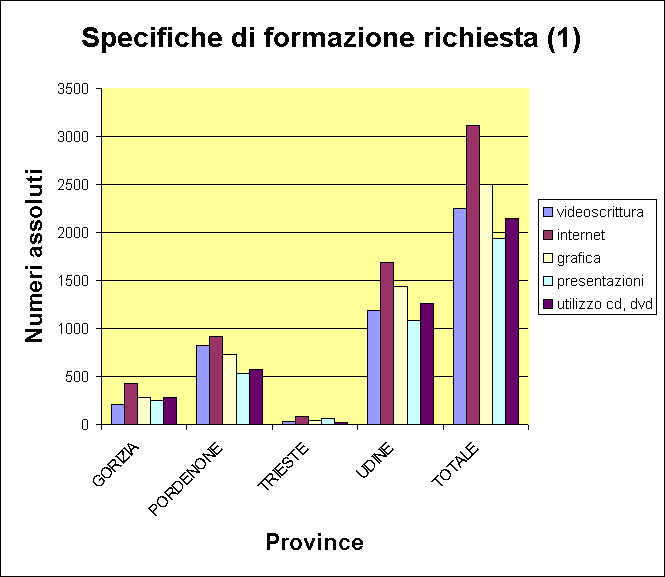 Specifiche di formazione richiesta (1)
Numeri assoluti
3500
3000
2500
2000
1500
1000
500
0
GORIZIA
PORDENONE
TRIESTE
UDINE
TOTALE
Province
videoscrittura
internet
grafica
presentazioni
utilizzo cd, dvd